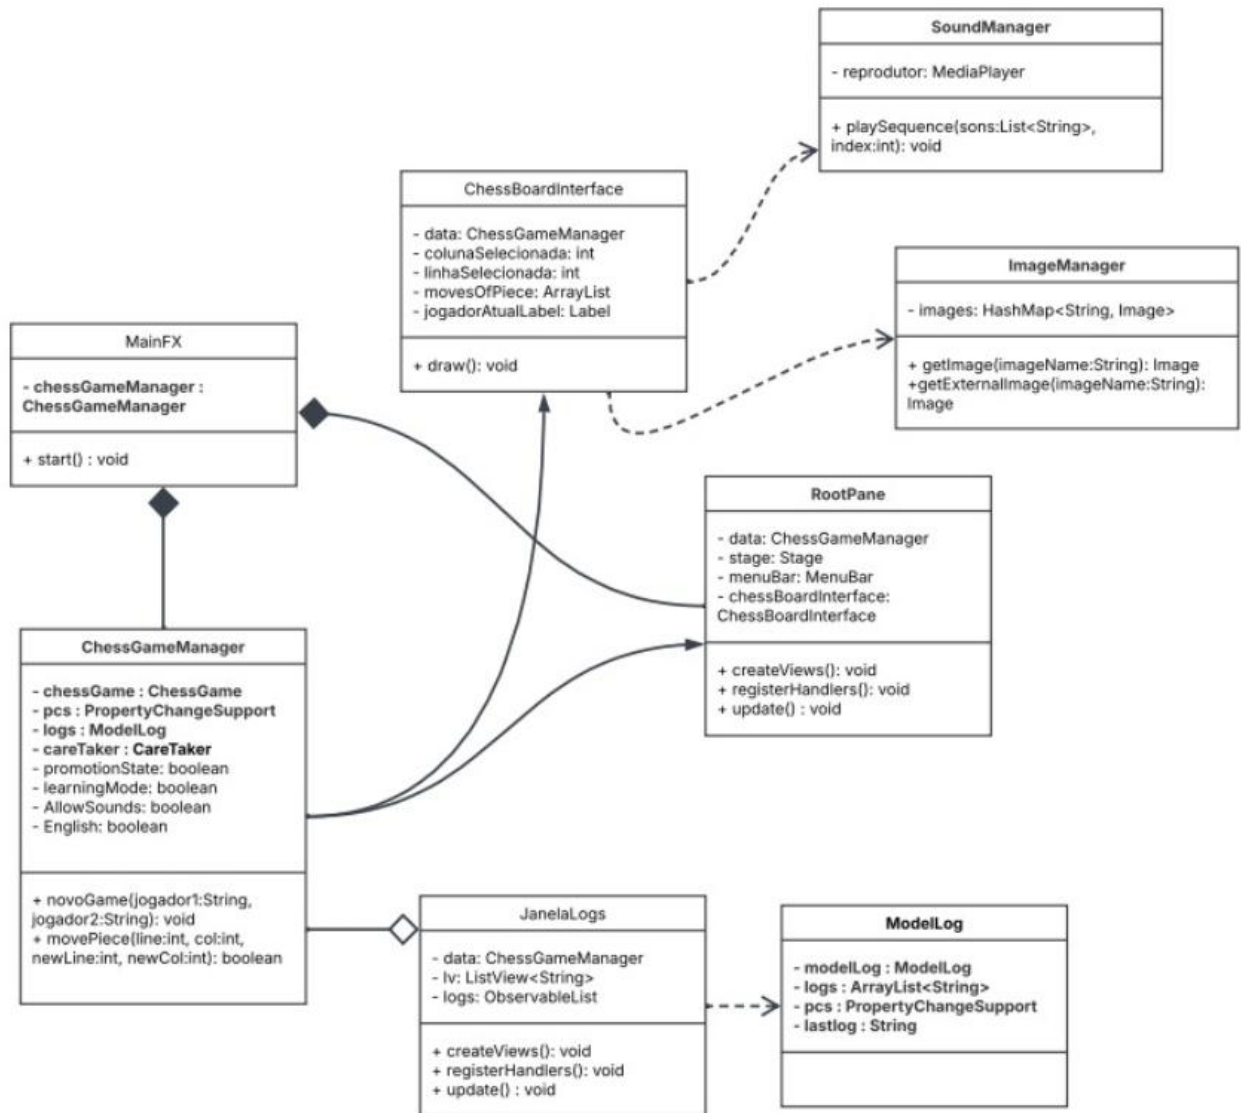 SoundManager
- reprodutor: MediaPlayer
+ playSequence(sons:List<String>,
index:int): void
ChessBoardInterface
- data: ChessGameManager
- colunaSelecionada: int
- linhaSelecionada: int
- movesOfPiece: ArrayList
- jogadorAtualLabel: Label
+ draw(): void
ImageManager
- images: HashMap<String, Image>
+ getImage(imageName:String): Image
+getExternalImage(imageName:String):
Image
MainFX
- chessGameManager :
ChessGameManager
+ start() : void
RootPane
- data: ChessGameManager
- stage: Stage
- menuBar: MenuBar
- chessBoardInterface:
ChessBoardInterface
+ createViews(): void
+ registerHandlers(): void
+ update() : void
ChessGameManager
- chessGame : ChessGame
- pcs : PropertyChangeSupport
- logs : ModelLog
- careTaker : CareTaker
- promotionState: boolean
- learningMode: boolean
- AllowSounds: boolean
- English: boolean
+ novoGame(jogador1:String,
jogador2:String): void
+ movePiece(line:int, col:int,
newLine:int, newCol:int): boolean
JanelaLogs
- data: ChessGameManager
- lv: ListView<String>
- logs: ObservableList
+ createViews(): void
+ registerHandlers(): void
+ update() : void
ModelLog
- modelLog : ModelLog
- logs : ArrayList<String>
- pcs : PropertyChangeSupport
- lastlog : String